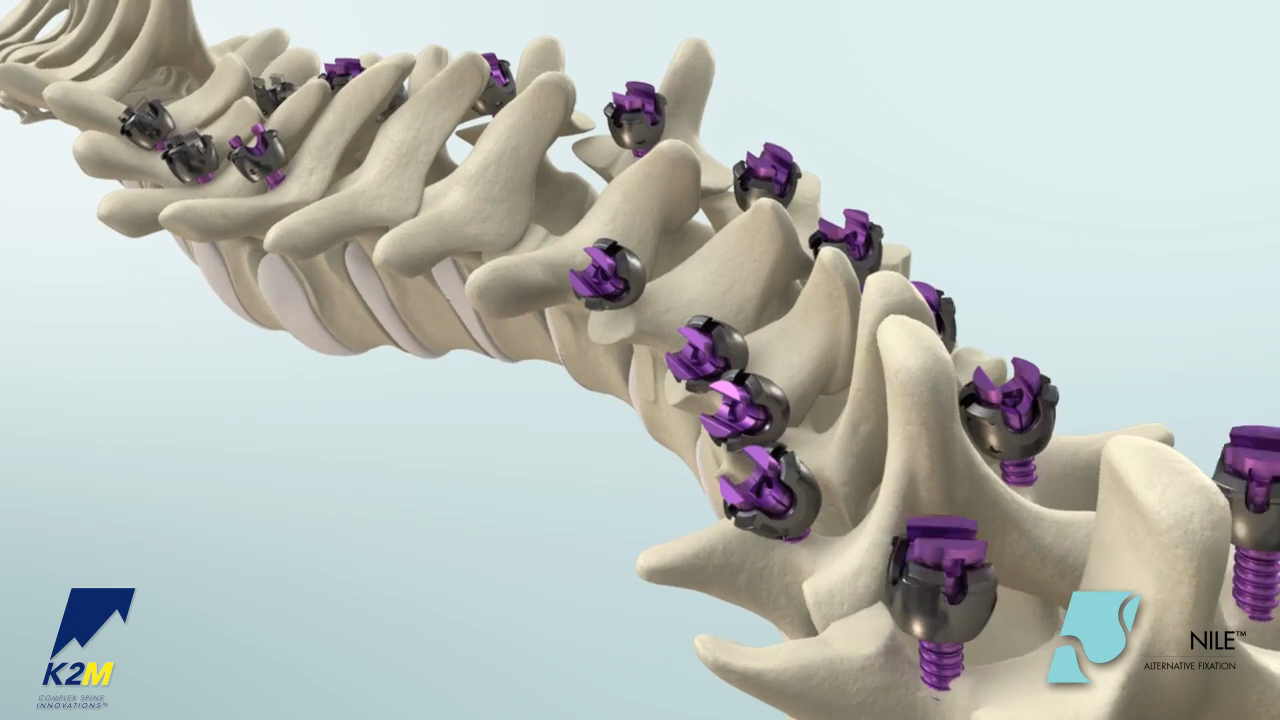 K2M
COMPLEX SPINE
INNOVATIONS™
NILE™
ALTERNATIVE FIXATION